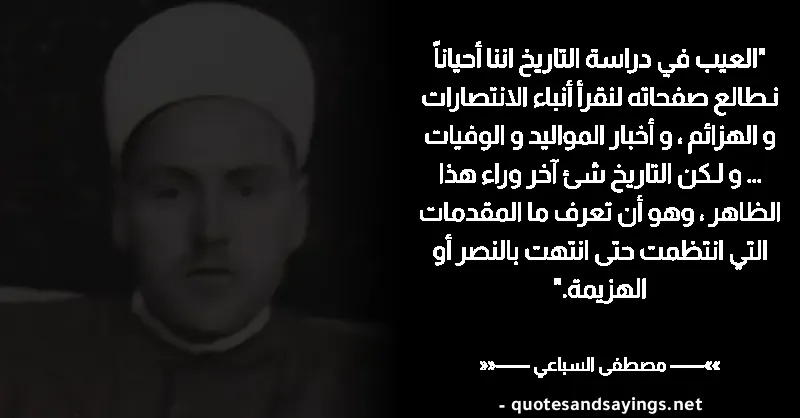 "العيب في دراسة التاريخ اننا أحياناً
نطالع صفحاته لنقرأ أنباء الانتصارات
و الهزائم ، و أخبار المواليد و الوفيات
... و لكن التاريخ شئ آخر وراء هذا
الظاهر ، وهو أن تعرف ما المقدمات
التي انتظمت حتى انتهت بالنصر أو
الهزيمة."
»»—— مصطفى السباعي ——««
- quotesandsayings.net